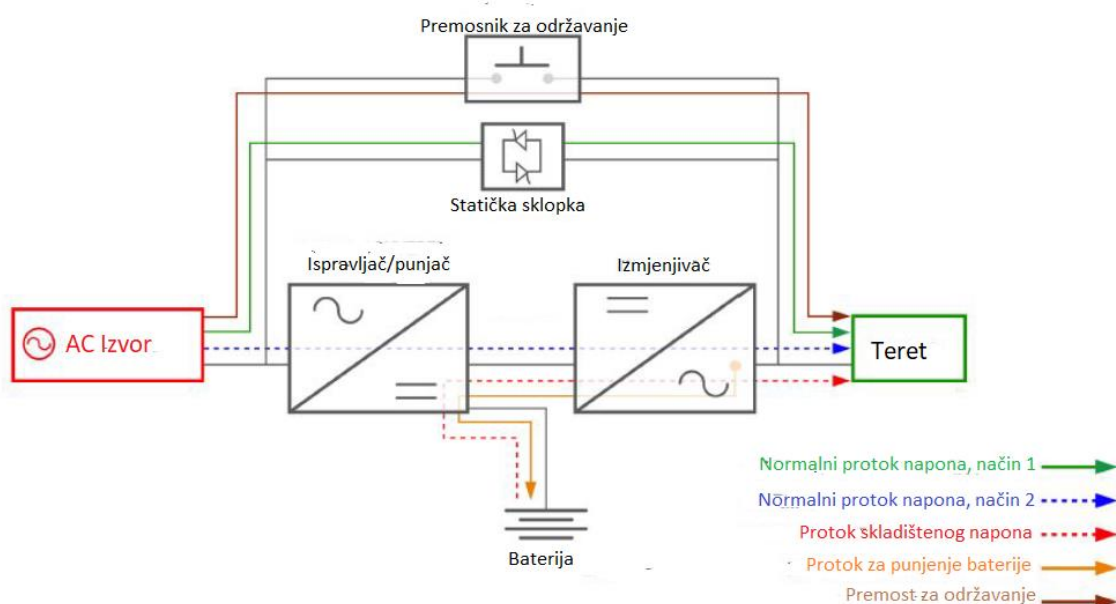 Premosnik za održavanje
Statička sklopka
Ispravljač/punjač
Izmjenjivač
AC Izvor
Teret
Baterija
Normalni protok napona, način 1
Normalni protok napona, način 2
Protok skladištenog napona
Protok za punjenje baterije
Premost za održavanje